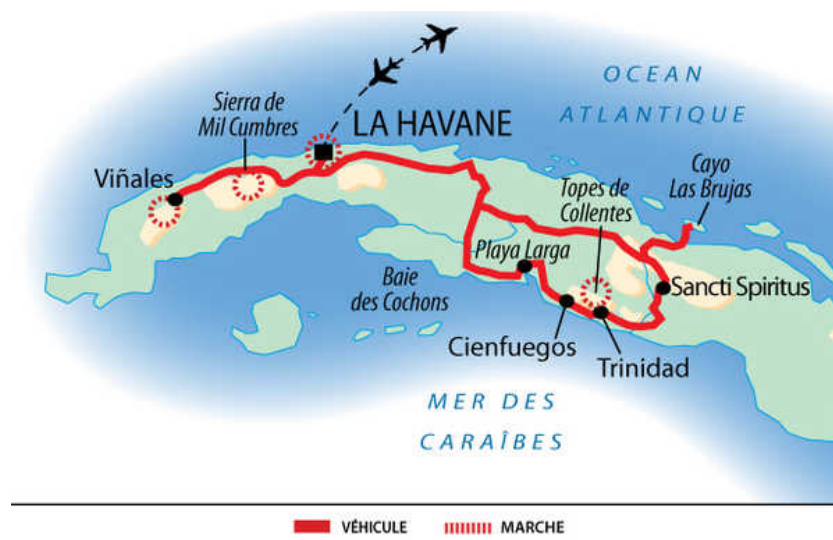 OCEAN
ATLANTIQUE
Sierra de
Mil Cumbres
LA HAVANE
Viñales
Cayo
Las Brujas
Topes de
Collentes
Playa Larga
Baie
des Cochons
Sancti Spiritus
Cienfuegos
Trinidad
MER DES
CARAÎBES
VÉHICULE
MARCHE